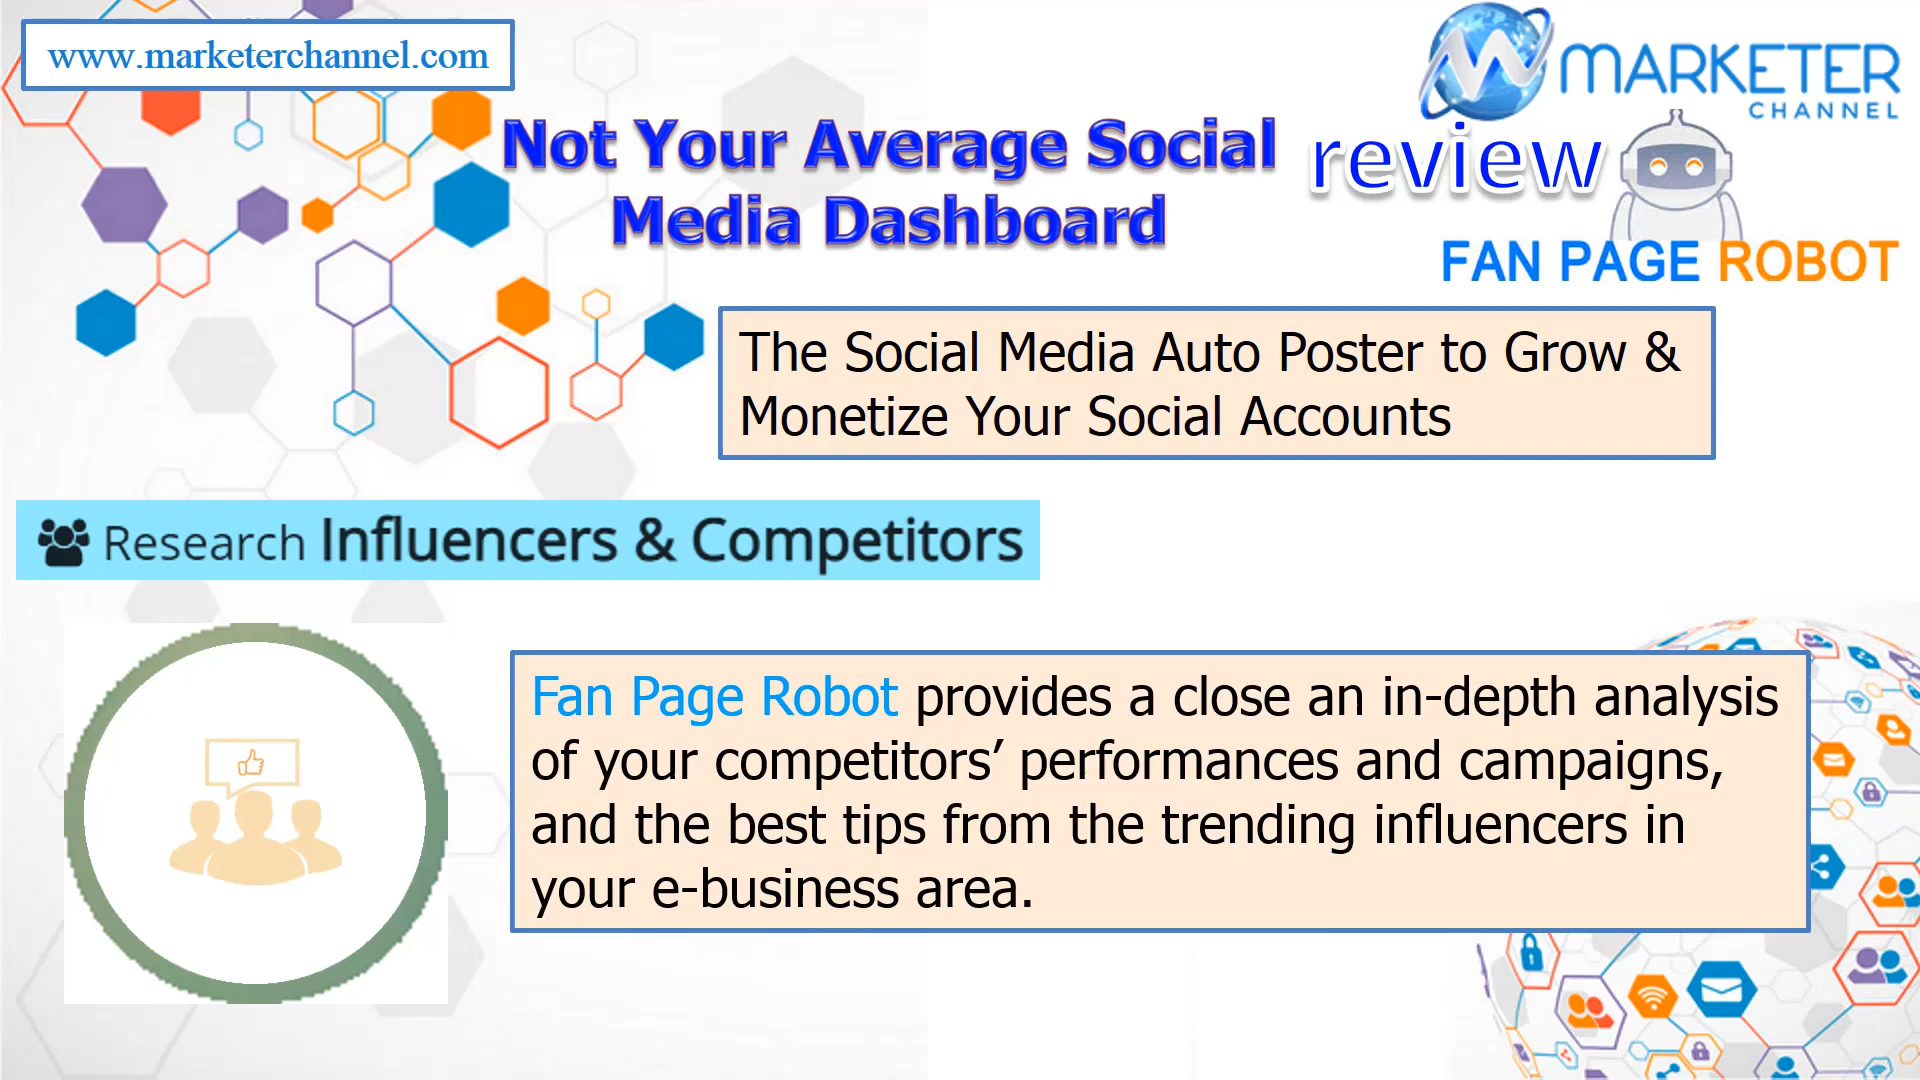 www.marketerchannel.com
MARKETER
CHANNEL
Not Your Average Social
Media Dashboard
review
FAN PAGE ROBOT
The Social Media Auto Poster to Grow &
Monetize Your Social Accounts
Research Influencers & Competitors
Fan Page Robot provides a close an in-depth analysis
of your competitors’ performances and campaigns,
and the best tips from the trending influencers in
your e-business area.